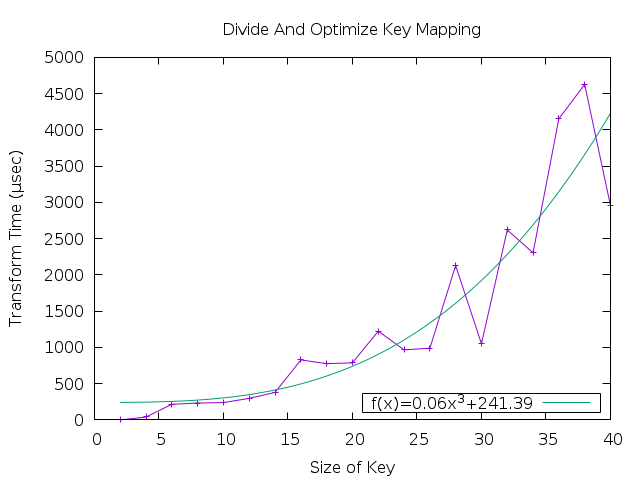 Divide And Optimize Key Mapping
5000
4500
4000
3500
3000
2500
2000
1500
1000
500
0
Transform Time (µsec)
f(x)=0.06x³+241.39
0 5 10 15 20 25 30 35 40
Size of Key